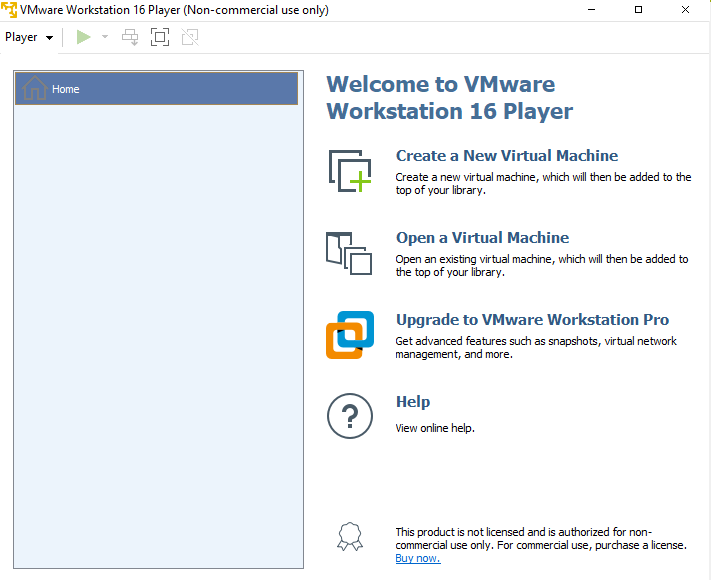 VMware Workstation 16 Player (Non-commercial use only)
Player
Home
Welcome to VMware
Workstation 16 Player
Create a New Virtual Machine
Create a new virtual machine, which will then be added to the
top of your library.
Open a Virtual Machine
Open an existing virtual machine, which will then be added to
the top of your library.
Upgrade to VMware Workstation Pro
Get advanced features such as snapshots, virtual network
management, and more.
?
Help
View online help.
This product is not licensed and is authorized for non-
commercial use only. For commercial use, purchase a license.
Buy now.